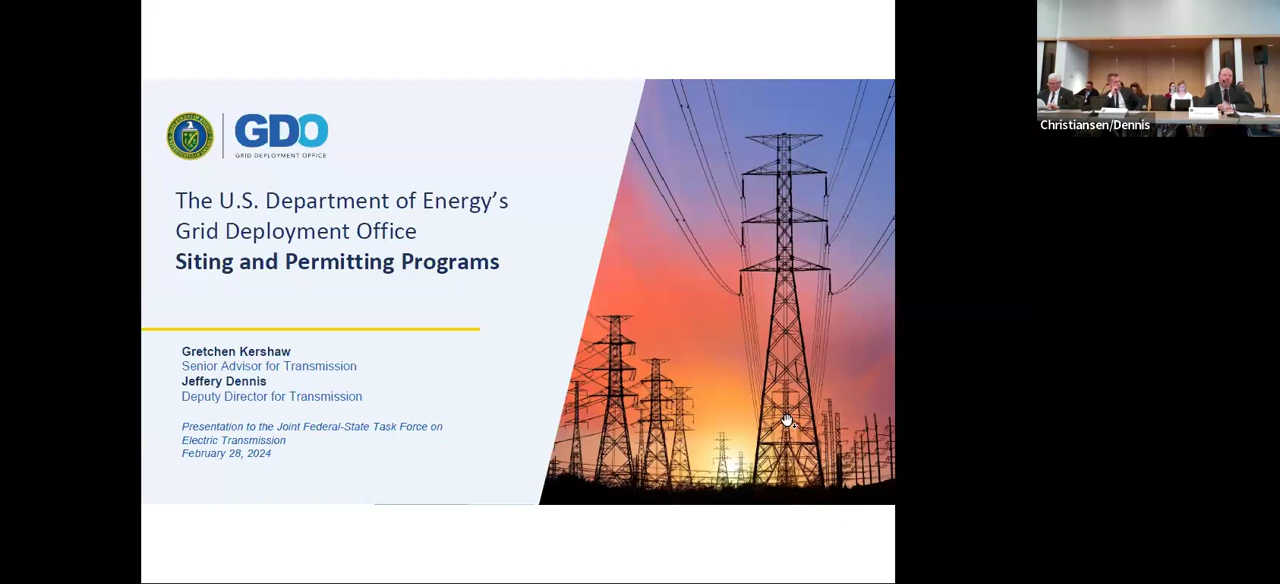 GDO
GRID DEPLOYMENT OFFICE
The U.S. Department of Energy’s
Grid Deployment Office
Siting and Permitting Programs
Gretchen Kershaw
Senior Advisor for Transmission
Jeffery Dennis
Deputy Director for Transmission
Presentation to the Joint Federal-State Task Force on
Electric Transmission
February 28, 2024
Christiansen/Dennis